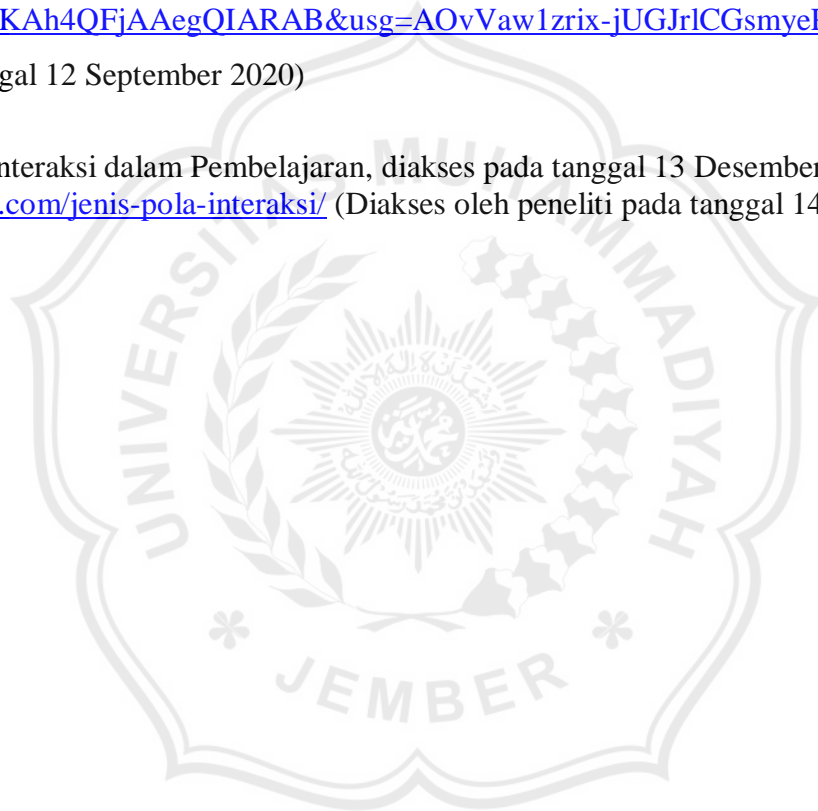 KAh4QFjAAegQIARAB&usg=AOvVaw1zrix-jUGJrlCGsmye
gal 12 September 2020)
nteraksi dalam Pembelajaran, diakses pada tanggal 13 Desember
.com/jenis-pola-interaksi/ (Diakses oleh peneliti pada tanggal 14
UNIVERSITAS MUHAMMADIYAH
JEMBER